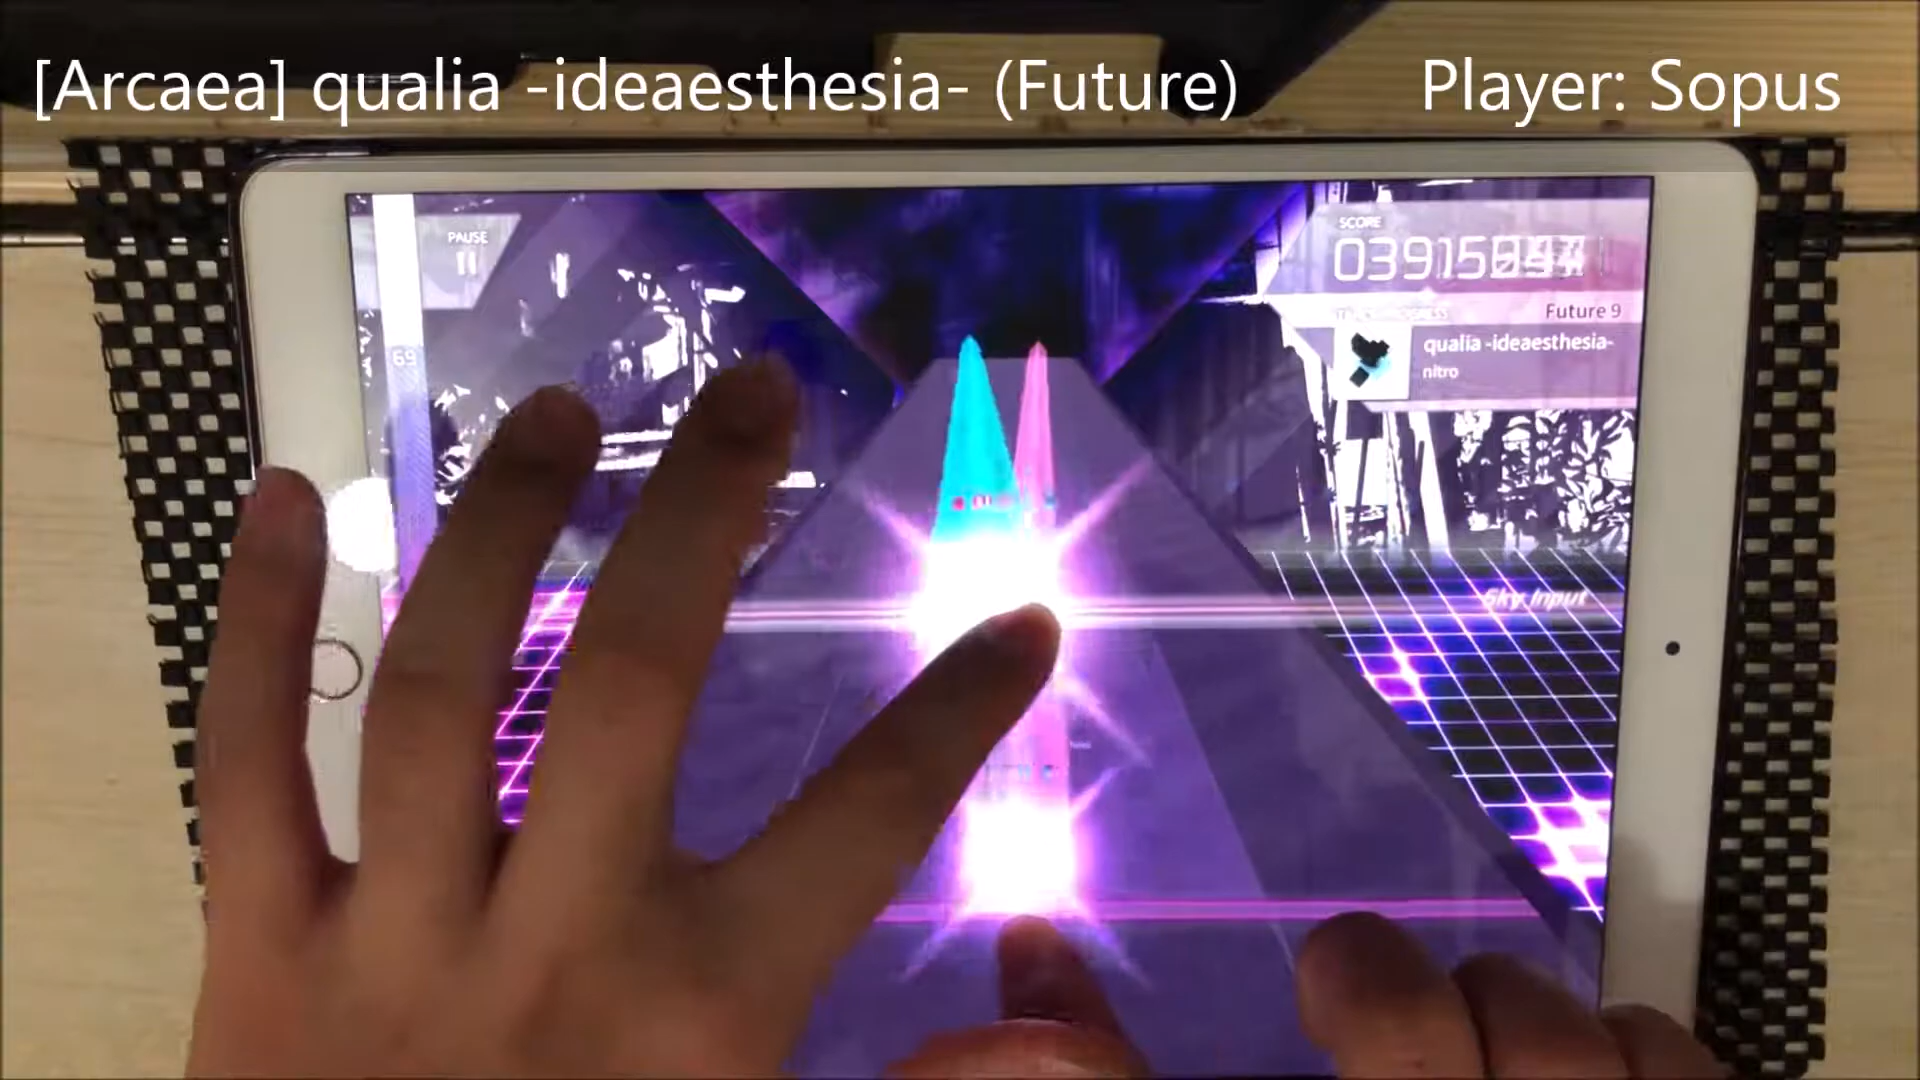 [Arcaea] qualia -ideaesthesia- (Future)
Player: Sopus
PAUSE
SCORE
Future 9
69
qualia -ideaesthesia-
nitro
Sky Input